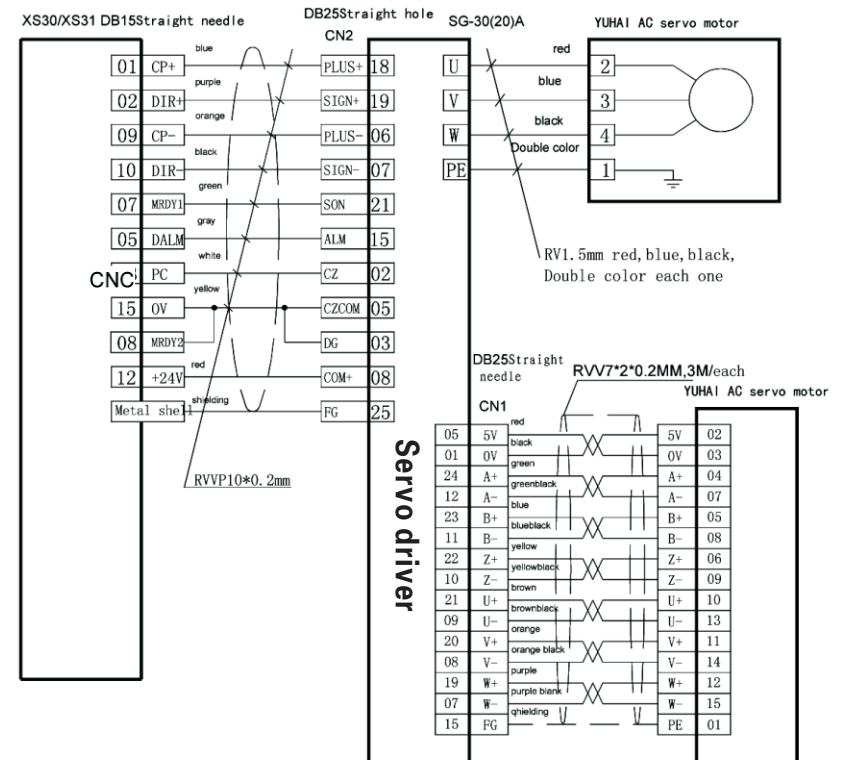 XS30/XS31 DB15Straight needle
DB25Straight hole
CN2
SG-30(20)A
YUHAI AC servo motor
01 CP+ blue PLUS+ 18
02 DIR+ purple SIGN+ 19
09 CP- orange PLUS- 06
10 DIR- black SIGN- 07
07 MRDY1 green SON 21
05 DALM gray ALM 15
CNC PC white CZ 02
15 0V yellow CZCOM 05
08 MRDY2 DG 03
12 +24V red COM+ 08
Metal shell shielding FG 25
RVVP10*0.2mm
U red 2
V blue 3
W black 4
PE Double color 1
RV1.5mm red,blue,black,
Double color each one
Servo driver
DB25Straight
needle
CN1
RVV7*2*0.2MM,3M/each
YUHAI AC servo motor
05 5V red 5V 02
01 0V black 0V 03
24 A+ green A+ 04
12 A- greenblack A- 07
23 B+ blue B+ 05
11 B- blueblack B- 08
22 Z+ yellow Z+ 06
10 Z- yellowblack Z- 09
21 U+ brown U+ 10
09 U- brownblack U- 13
20 V+ orange V+ 11
08 V- orange black V- 14
19 W+ purple W+ 12
07 W- purple blank W- 15
15 FG qhielding PE 01